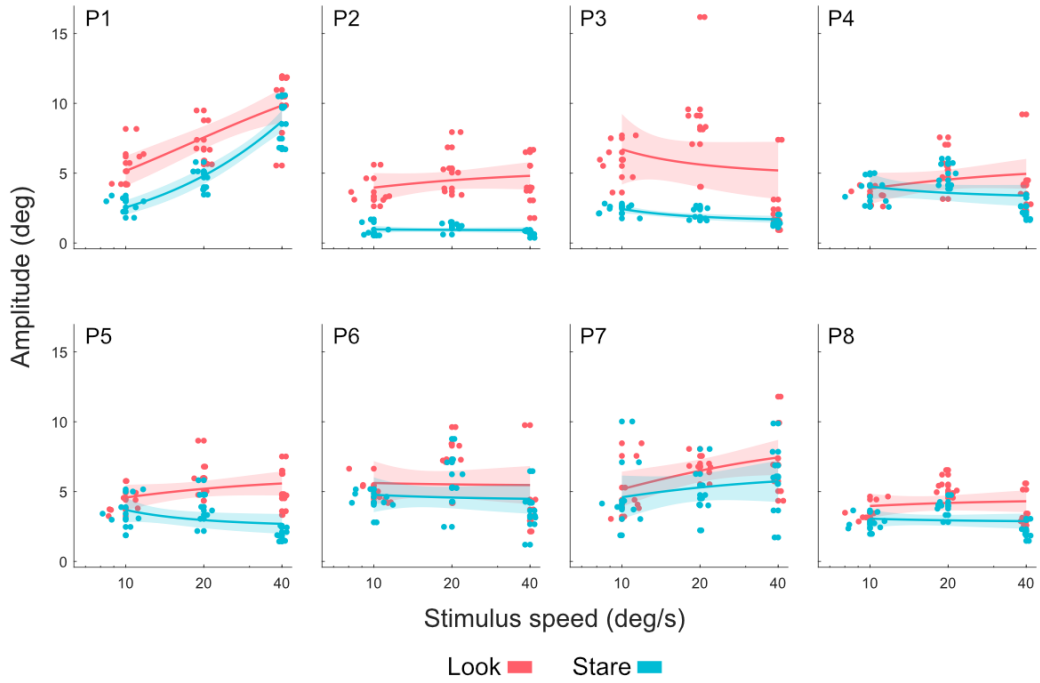 P1 P2 P3 P4
15
10
5
0
Amplitude (deg)
P5 P6 P7 P8
15
10
5
0
10 20 40 10 20 40 10 20 40 10 20 40
Stimulus speed (deg/s)
Look Stare